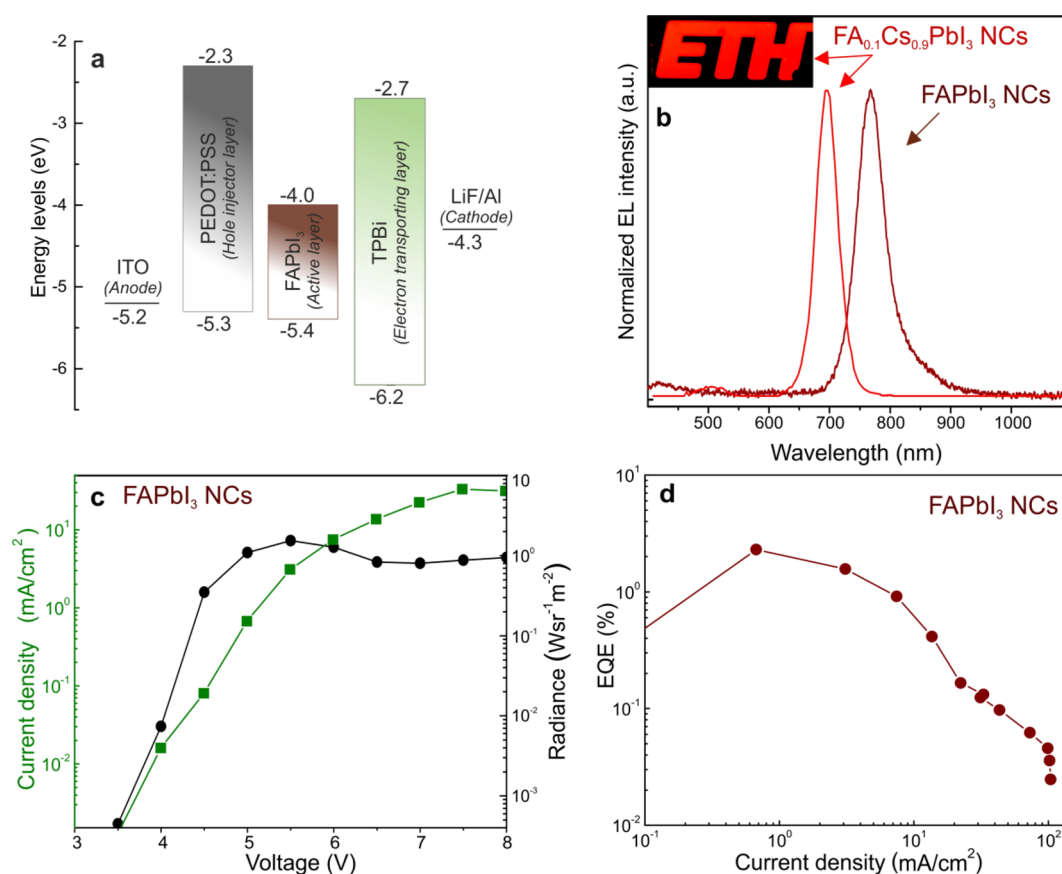 a
Energy levels (eV)
-2
-3
-4
-5
-6
ITO
(Anode)
-5.2
-2.3
PEDOT:PSS
(Hole injector layer)
-5.3
-4.0
FAPbI₃
(Active layer)
-5.4
-2.7
TPBi
(Electron transporting layer)
-6.2
LiF/Al
(Cathode)
-4.3
ETH
FA₀.₁Cs₀.₉PbI₃ NCs
b
FAPbI₃ NCs
Normalized EL intensity (a.u.)
500 600 700 800 900 1000
Wavelength (nm)
c
FAPbI₃ NCs
Current density (mA/cm²)
10¹
10⁰
10⁻¹
10⁻²
Radiance (Wsr⁻¹m⁻²)
10
10⁰
10⁻¹
10⁻²
10⁻³
3 4 5 6 7 8
Voltage (V)
d
FAPbI₃ NCs
EQE (%)
10¹
10⁰
10⁻¹
10⁻²
10⁻¹ 10⁰ 10¹ 10²
Current density (mA/cm²)